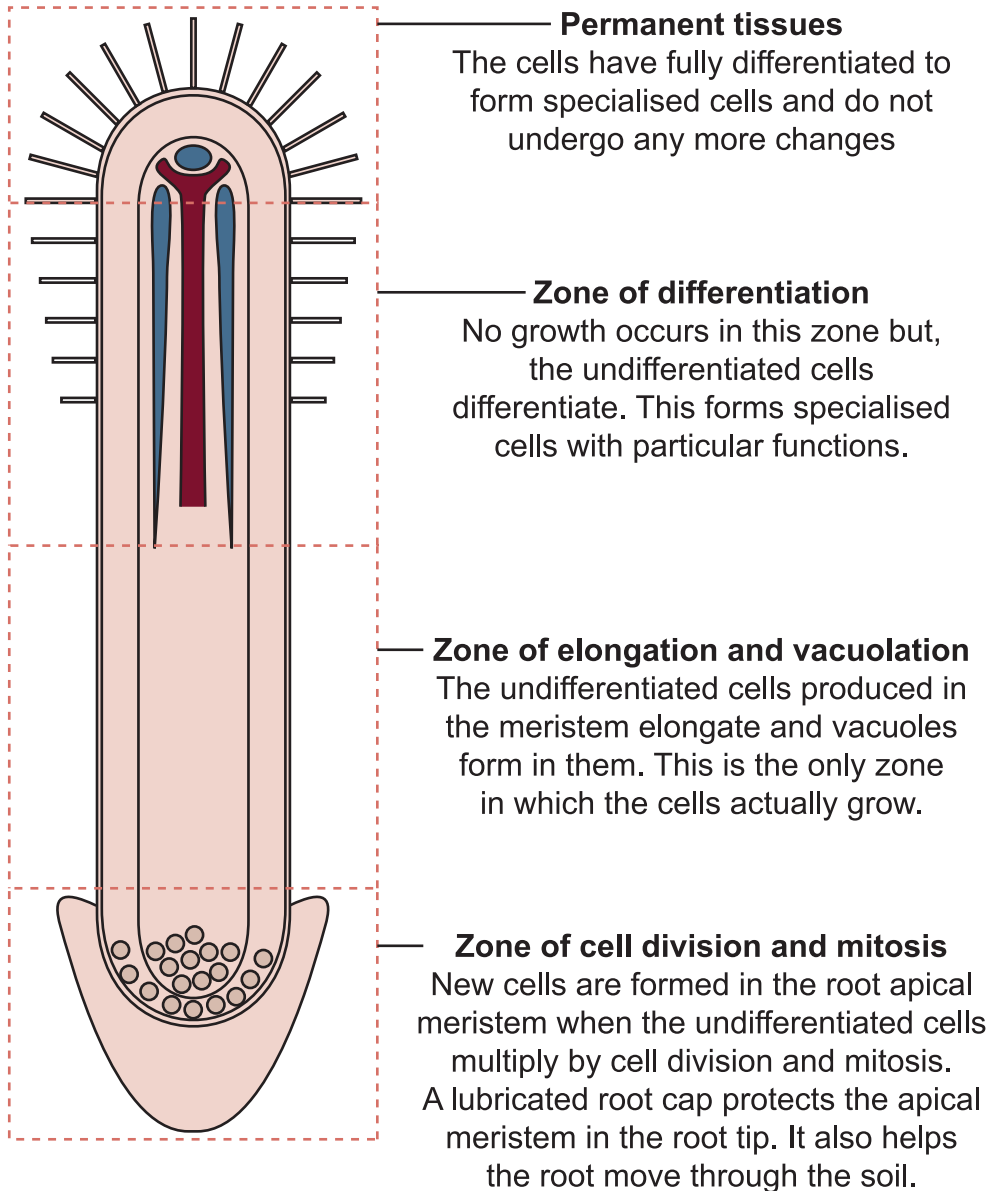 Permanent tissues
The cells have fully differentiated to
form specialised cells and do not
undergo any more changes
Zone of differentiation
No growth occurs in this zone but,
the undifferentiated cells
differentiate. This forms specialised
cells with particular functions.
Zone of elongation and vacuolation
The undifferentiated cells produced in
the meristem elongate and vacuoles
form in them. This is the only zone
in which the cells actually grow.
Zone of cell division and mitosis
New cells are formed in the root apical
meristem when the undifferentiated cells
multiply by cell division and mitosis.
A lubricated root cap protects the apical
meristem in the root tip. It also helps
the root move through the soil.